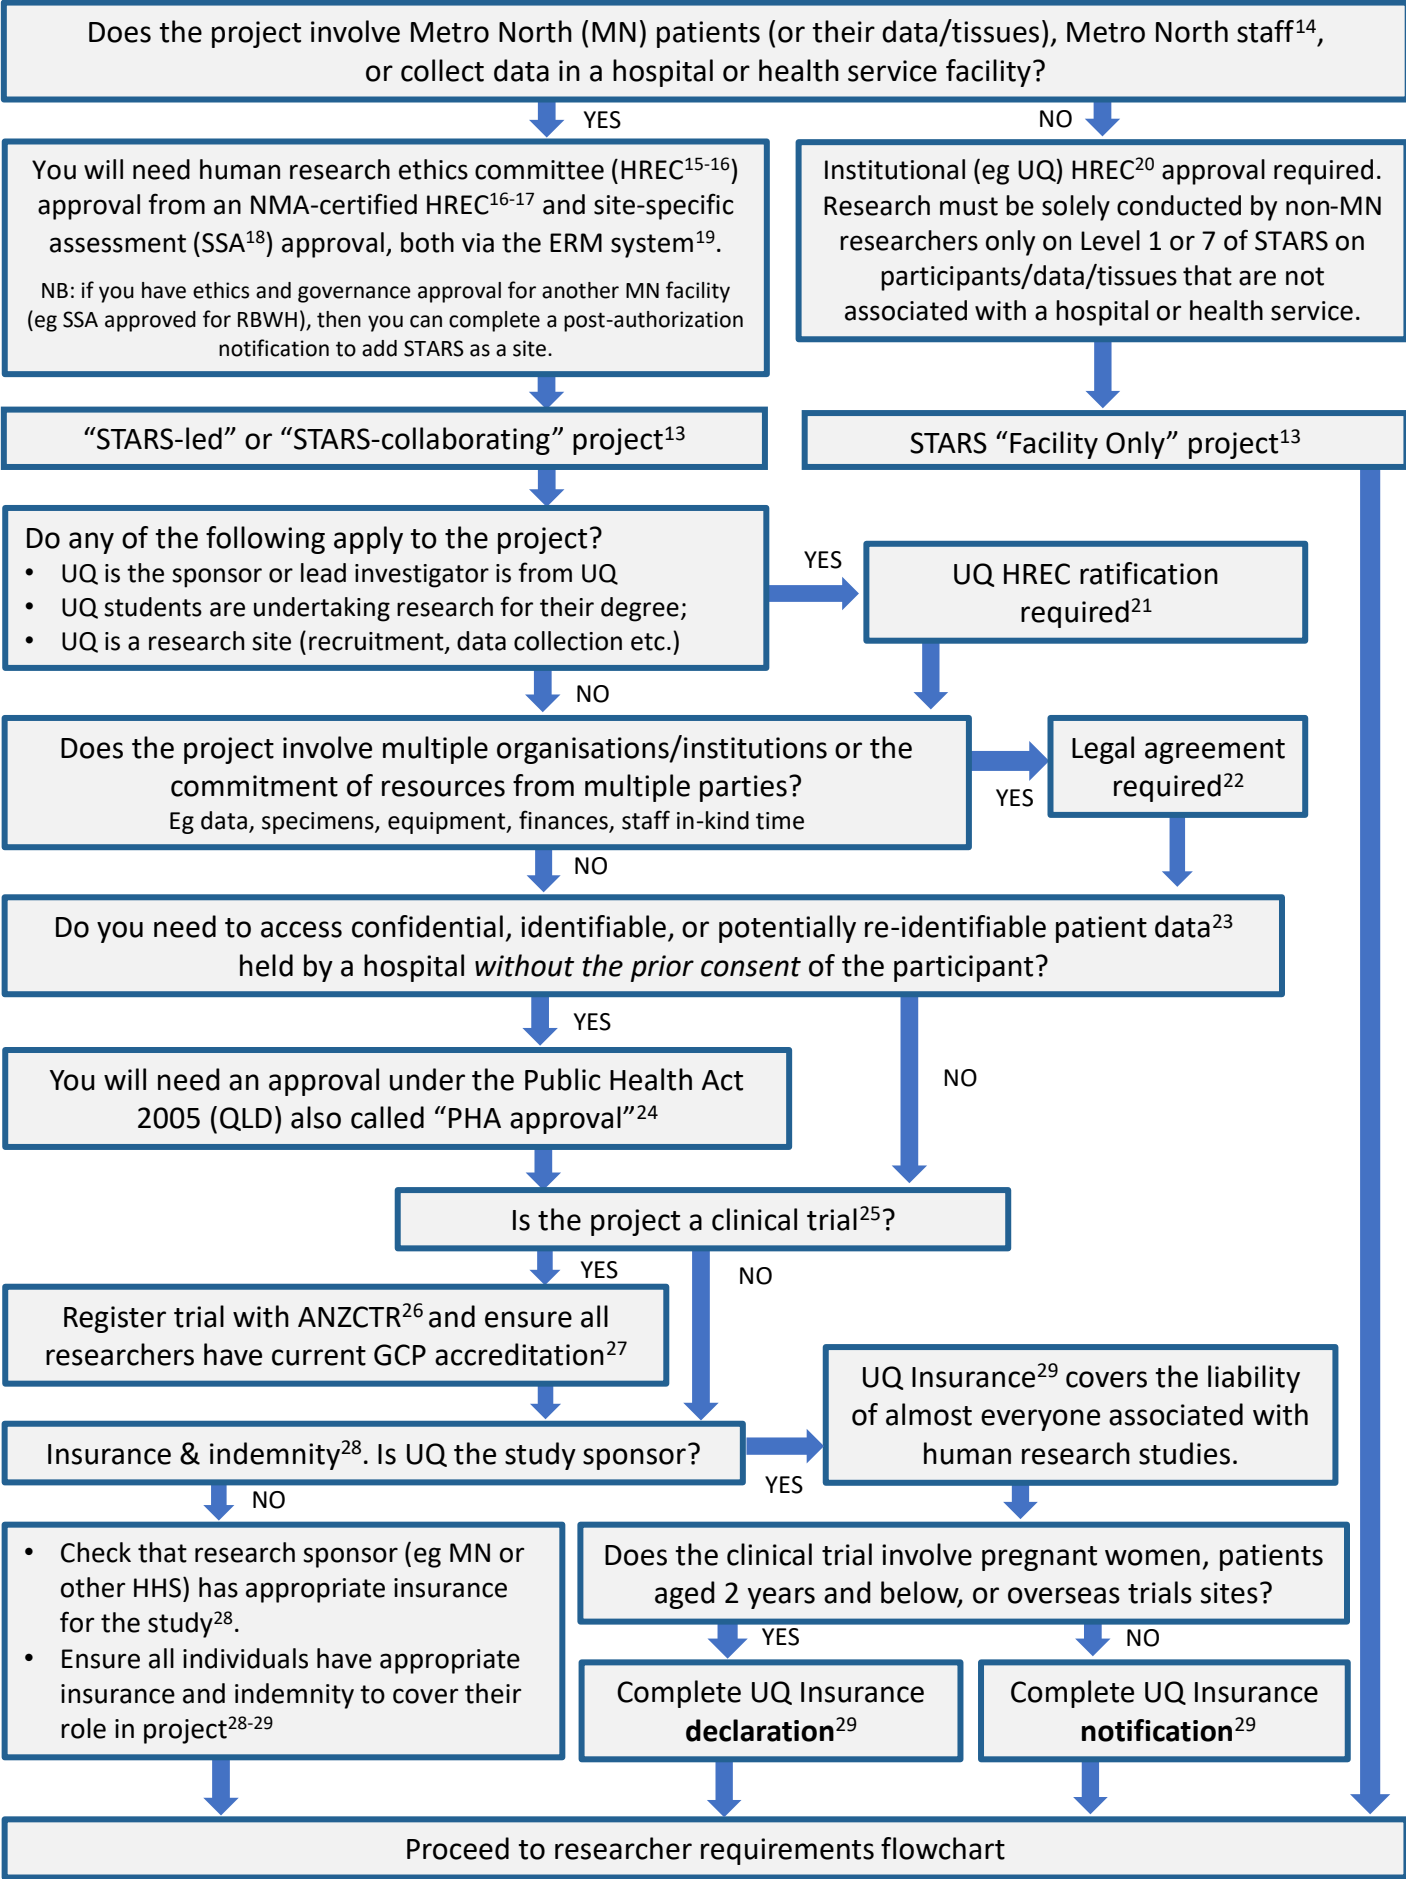 Does the project involve Metro North (MN) patients (or their data/tissues), Metro North staff14,
or collect data in a hospital or health service facility?
YES
NO
You will need human research ethics committee (HREC15-16)
approval from an NMA-certified HREC16-17 and site-specific
assessment (SSA18) approval, both via the ERM system19.
NB: if you have ethics and governance approval for another MN facility
(eg SSA approved for RBWH), then you can complete a post-authorization
notification to add STARS as a site.
Institutional (eg UQ) HREC20 approval required.
Research must be solely conducted by non-MN
researchers only on Level 1 or 7 of STARS on
participants/data/tissues that are not
associated with a hospital or health service.
“STARS-led” or “STARS-collaborating” project13
STARS “Facility Only” project13
Do any of the following apply to the project?
• UQ is the sponsor or lead investigator is from UQ
• UQ students are undertaking research for their degree;
• UQ is a research site (recruitment, data collection etc.)
YES
UQ HREC ratification
required21
NO
Does the project involve multiple organisations/institutions or the
commitment of resources from multiple parties?
Eg data, specimens, equipment, finances, staff in-kind time
YES
Legal agreement
required22
NO
Do you need to access confidential, identifiable, or potentially re-identifiable patient data23
held by a hospital without the prior consent of the participant?
YES
NO
You will need an approval under the Public Health Act
2005 (QLD) also called “PHA approval”24
Is the project a clinical trial25?
YES
NO
Register trial with ANZCTR26 and ensure all
researchers have current GCP accreditation27
UQ Insurance29 covers the liability
of almost everyone associated with
human research studies.
Insurance & indemnity28. Is UQ the study sponsor?
YES
NO
• Check that research sponsor (eg MN or
other HHS) has appropriate insurance
for the study28.
• Ensure all individuals have appropriate
insurance and indemnity to cover their
role in project28-29
Does the clinical trial involve pregnant women, patients
aged 2 years and below, or overseas trials sites?
YES
NO
Complete UQ Insurance
declaration29
Complete UQ Insurance
notification29
Proceed to researcher requirements flowchart